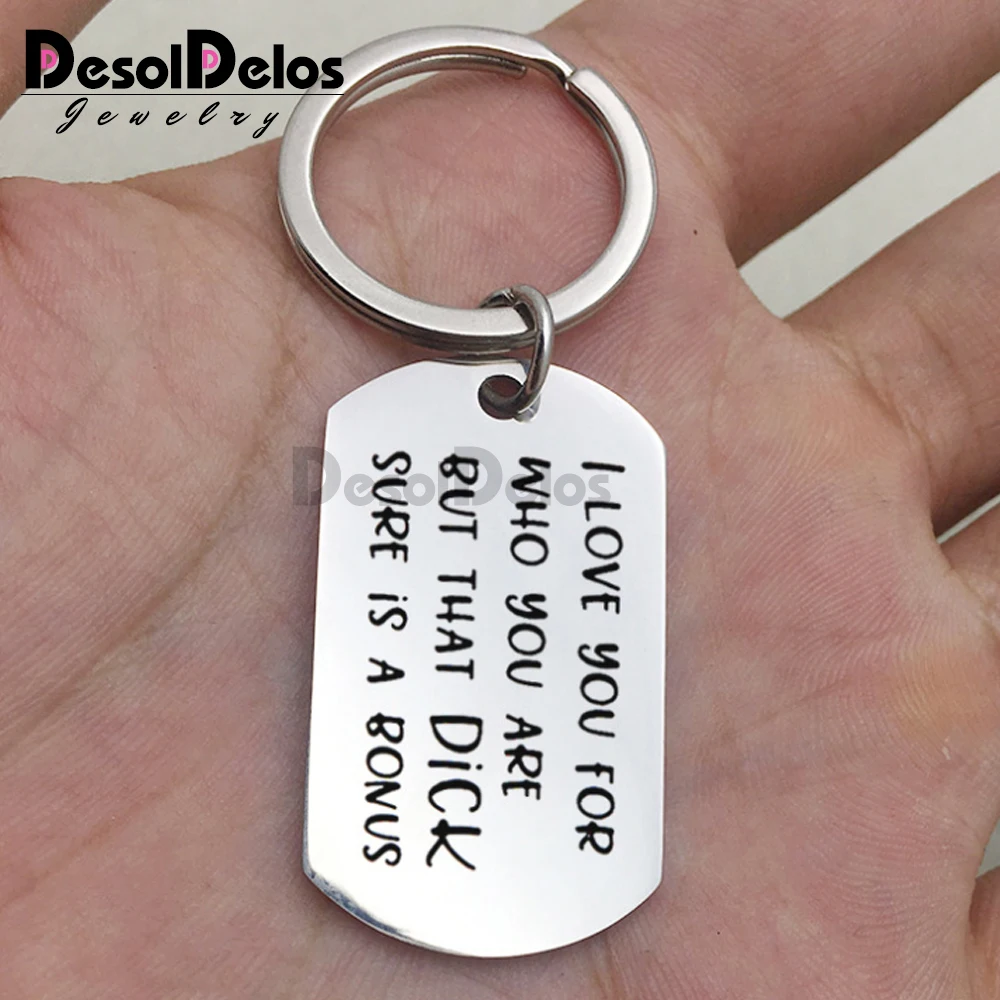 DesolDelos
Jewelry
DesolDelos
I LOVE YOU FOR
WHO YOU ARE
BUT THAT DiCK
SURE iS A BONUS